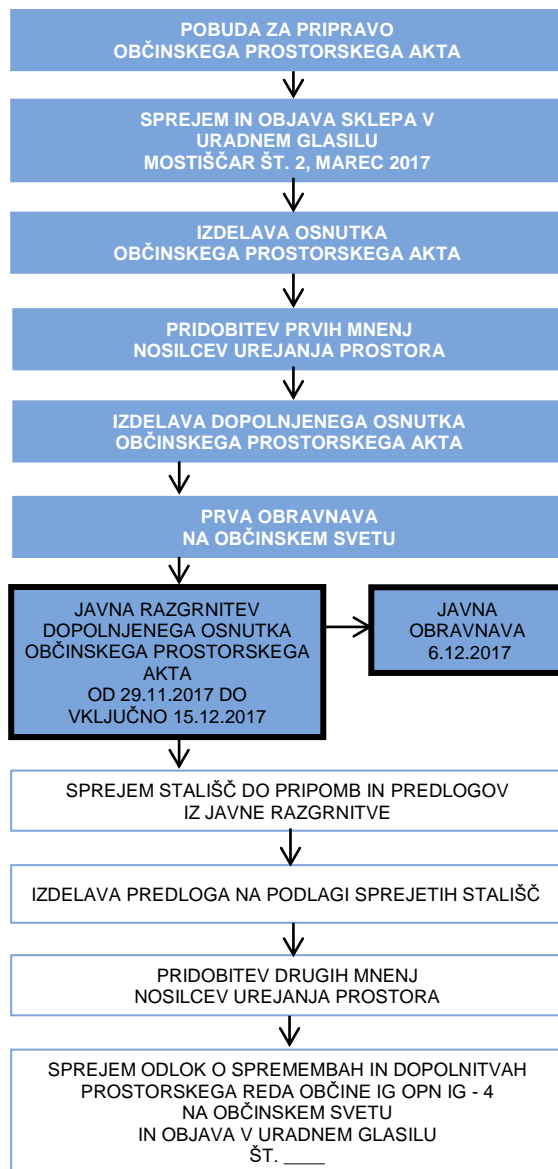 POBUDA ZA PRIPRAVO
OBČINSKEGA PROSTORSKEGA AKTA
SPREJEM IN OBJAVA SKLEPA V
URADNEM GLASILU
MOSTIŠČAR ŠT. 2, MAREC 2017
IZDELAVA OSNUTKA
OBČINSKEGA PROSTORSKEGA AKTA
PRIDOBITEV PRVIH MNENJ
NOSILCEV UREJANJA PROSTORA
IZDELAVA DOPOLNJENEGA OSNUTKA
OBČINSKEGA PROSTORSKEGA AKTA
PRVA OBRAVNAVA
NA OBČINSKEM SVETU
JAVNA RAZGRNITEV
DOPOLNJENEGA OSNUTKA
OBČINSKEGA PROSTORSKEGA
AKTA
OD 29.11.2017 DO
VKLJUČNO 15.12.2017
JAVNA
OBRAVNAVA
6.12.2017
SPREJEM STALIŠČ DO PRIPOMB IN PREDLOGOV
IZ JAVNE RAZGRNITVE
IZDELAVA PREDLOGA NA PODLAGI SPREJETIH STALIŠČ
PRIDOBITEV DRUGIH MNENJ
NOSILCEV UREJANJA PROSTORA
SPREJEM ODLOK O SPREMEMBAH IN DOPOLNITVAH
PROSTORSKEGA REDA OBČINE IG OPN IG - 4
NA OBČINSKEM SVETU
IN OBJAVA V URADNEM GLASILU
ŠT. ____